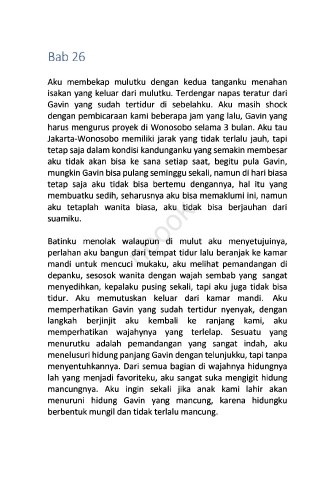 Bab 26
Aku membekap mulutku dengan kedua tanganku menahan
isakan yang keluar dari mulutku. Terdengar napas teratur dari
Gavin yang sudah tertidur di sebelahku. Aku masih shock
dengan pembicaraan kami beberapa jam yang lalu, Gavin yang
harus mengurus proyek di Wonosobo selama 3 bulan. Aku tau
Jakarta-Wonosobo memiliki jarak yang tidak terlalu jauh, tapi
tetap saja dalam kondisi kandunganku yang semakin membesar
aku tidak akan bisa ke sana setiap saat, begitu pula Gavin,
mungkin Gavin bisa pulang seminggu sekali, namun di hari biasa
tetap saja aku tidak bisa bertemu dengannya, hal itu yang
membuatku sedih, seharusnya aku bisa memaklumi ini, namun
aku tetaplah wanita biasa, aku tidak bisa berjauhan dari
suamiku.
Batinku menolak walaupun di mulut aku menyetujuinya,
perlahan aku bangun dari tempat tidur lalu beranjak ke kamar
mandi untuk mencuci mukaku, aku melihat pemandangan di
depanku, sesosok wanita dengan wajah sembab yang sangat
menyedihkan, kepalaku pusing sekali, tapi aku juga tidak bisa
tidur. Aku memutuskan keluar dari kamar mandi. Aku
memperhatikan Gavin yang sudah tertidur nyenyak, dengan
langkah berjinjit aku kembali ke ranjang kami, aku
memperhatikan wajahynya yang terlelap. Sesuatu yang
menurutku adalah pemandangan yang sangat indah, aku
menelusuri hidung panjang Gavin dengan telunjukku, tapi tanpa
menyentuhkannya. Dari semua bagian di wajahnya hidungnya
lah yang menjadi favoriteku, aku sangat suka mengigit hidung
mancungnya. Aku ingin sekali jika anak kami lahir akan
menuruni hidung Gavin yang mancung, karena hidungku
berbentuk mungil dan tidak terlalu mancung.